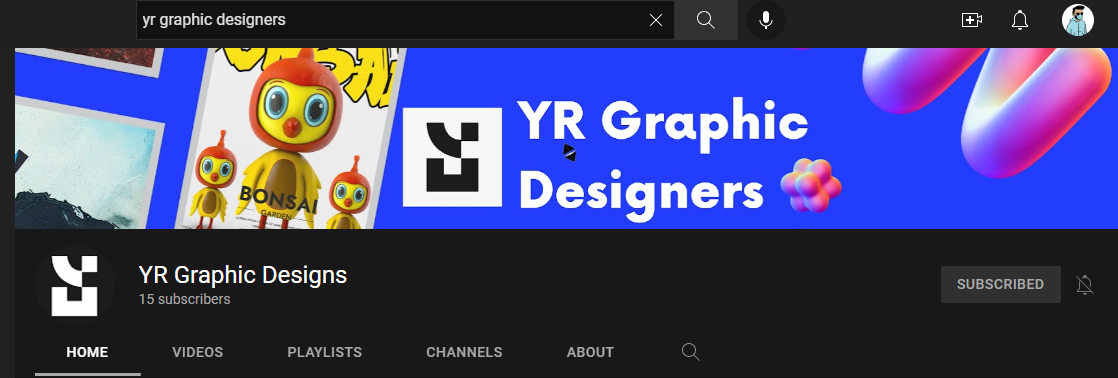 yr graphic designers
YR Graphic
Designers
BONSAI
GARDEN
YR Graphic Designs
15 subscribers
SUBSCRIBED
HOME
VIDEOS
PLAYLISTS
CHANNELS
ABOUT